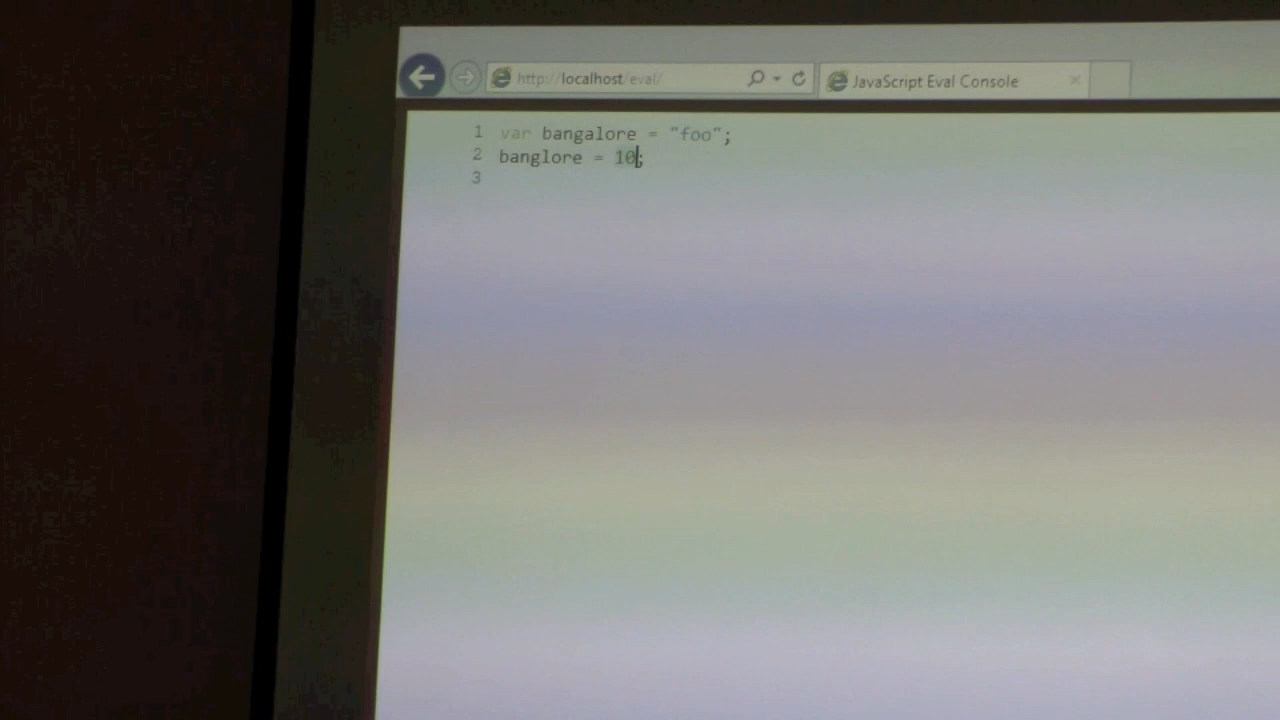 http://localhost/eval/
JavaScript Eval Console
1 var bangalore = "foo";
2 banglore = 10;
3